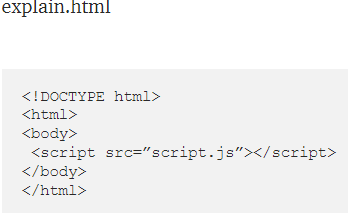 explain.html
<!DOCTYPE html>
<html>
<body>
 <script src=”script.js”></script>
</body>
</html>